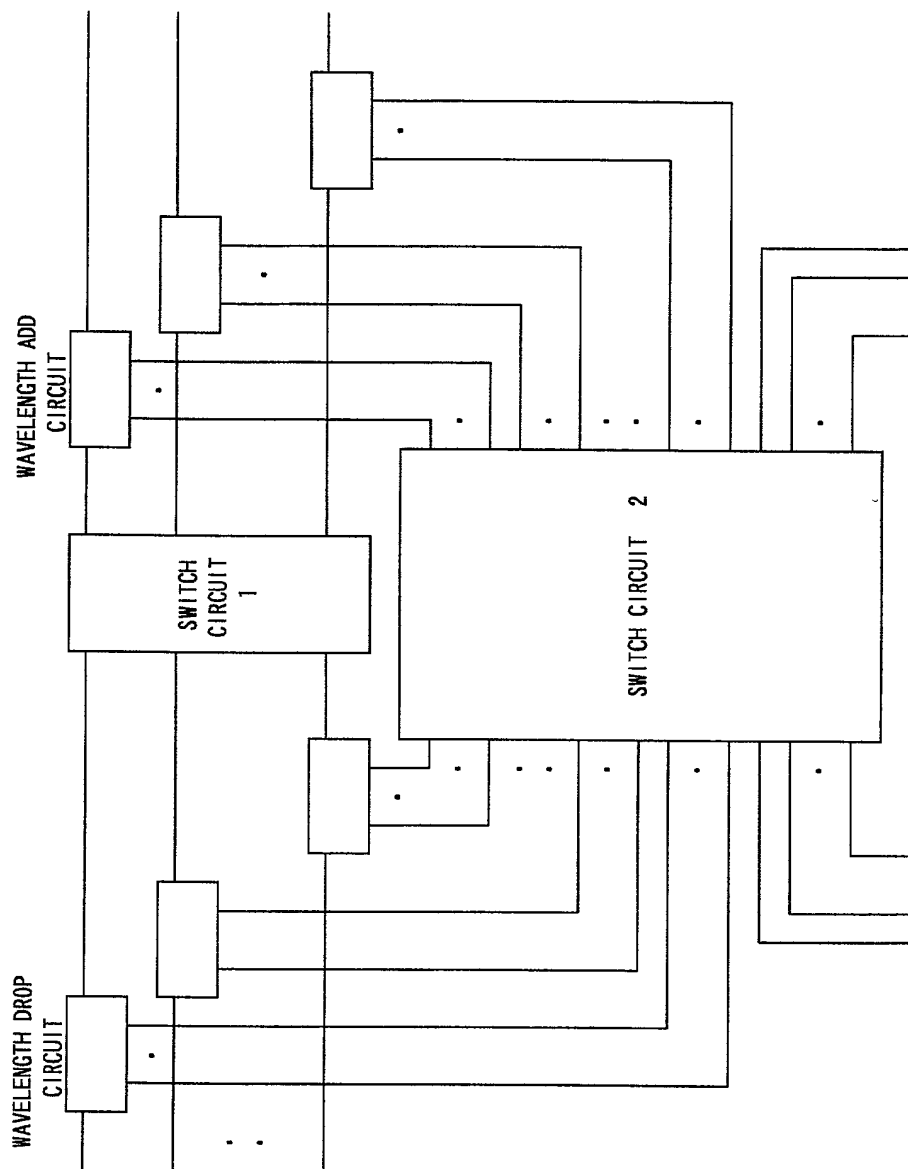 WAVELENGTH DROP
CIRCUIT
SWITCH
CIRCUIT
1
WAVELENGTH ADD
CIRCUIT
SWITCH CIRCUIT 2